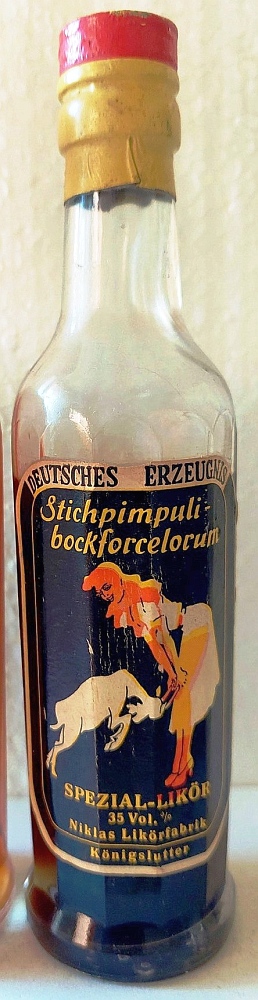 DEUTSCHES ERZEUGNIS
Stichpimpuli-
bockforcelorum
SPEZIAL-LIKÖR
35 Vol. %
Niklas Likörfabrik
Königslutter